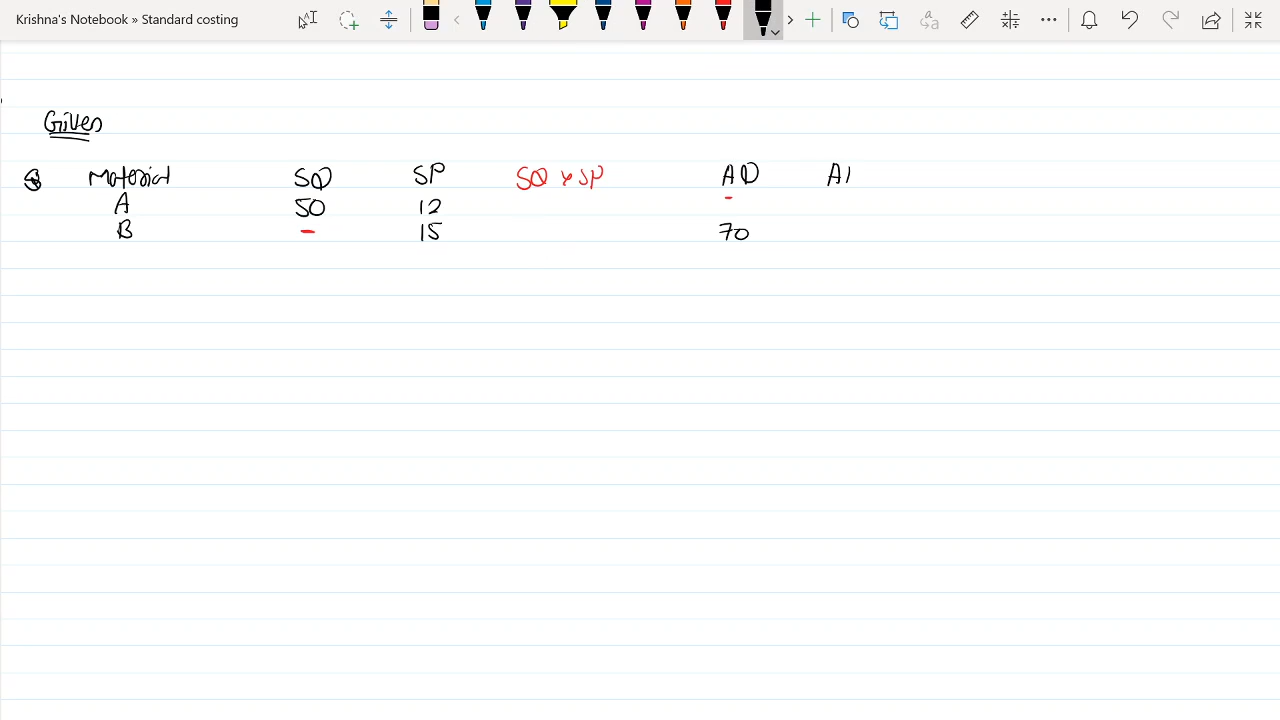 Krishna's Notebook » Standard costing
Given
Material SQ SP SQ x SP AQ
A 50 12 -
B - 15 70